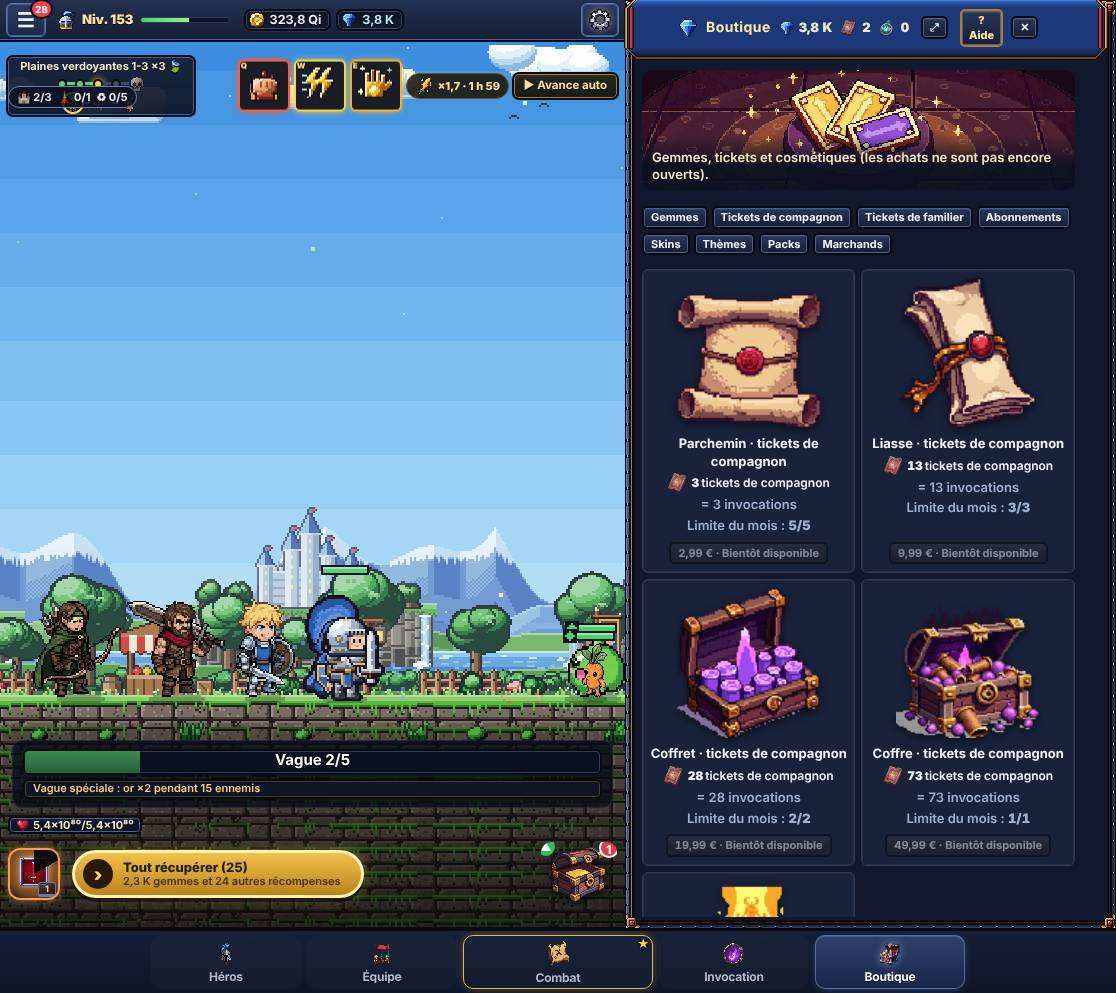 28
Niv. 153
323,8 Qi
3,8 K
Boutique
3,8 K
2
0
?
Aide
Plaines verdoyantes 1-3 ×3
2/3
0/1
0/5
Q
W
E
×1,7 · 1 h 59
Avance auto
Gemmes, tickets et cosmétiques (les achats ne sont pas encore
ouverts).
Gemmes
Tickets de compagnon
Tickets de familier
Abonnements
Skins
Thèmes
Packs
Marchands
Parchemin · tickets de
compagnon
3 tickets de compagnon
= 3 invocations
Limite du mois : 5/5
2,99 € · Bientôt disponible
Liasse · tickets de compagnon
13 tickets de compagnon
= 13 invocations
Limite du mois : 3/3
9,99 € · Bientôt disponible
Coffret · tickets de compagnon
28 tickets de compagnon
= 28 invocations
Limite du mois : 2/2
19,99 € · Bientôt disponible
Coffre · tickets de compagnon
73 tickets de compagnon
= 73 invocations
Limite du mois : 1/1
49,99 € · Bientôt disponible
Vague 2/5
Vague spéciale : or ×2 pendant 15 ennemis
5,4×10⁸⁰/5,4×10⁸⁰
1
Tout récupérer (25)
2,3 K gemmes et 24 autres récompenses
1
Héros
Équipe
Combat
Invocation
Boutique